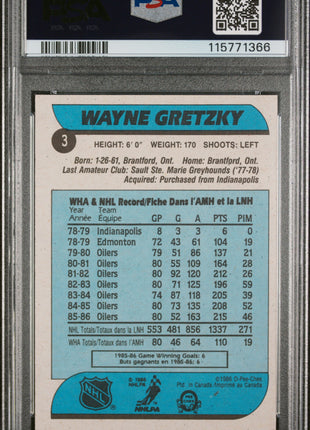 PSA
PSA
115771366
WAYNE GRETZKY
3
HEIGHT: 6' 0" WEIGHT: 170 SHOOTS: LEFT
Born: 1-26-61, Brantford, Ont. Home: Brantford, Ont.
Last Amateur Club: Sault Ste. Marie Greyhounds ('77-78)
Acquired: Purchased from Indianapolis
WHA & NHL Record/Fiche Dans l'AMH et la LNH
Year Team
Année Équipe GP G A PTS PIM
78-79 Indianapolis 8 3 3 6 0
78-79 Edmonton 72 43 61 104 19
79-80 Oilers 79 51 86 137 21
80-81 Oilers 80 55 109 164 28
81-82 Oilers 80 92 120 212 26
82-83 Oilers 80 71 125 196 59
83-84 Oilers 74 87 118 205 39
84-85 Oilers 80 73 135 208 52
85-86 Oilers 80 52 163 215 46
NHL Totals/Totaux dans la LNH 553 481 856 1337 271
WHA Totals/Totaux dans l'AMH 80 46 64 110 19
1985-86 Game Winning Goals: 6
Buts gagnants en 1985-86: 6
NHL
© 1986
NHLPA
NHLPA
O-Pee-Chee
©1986 O-Pee-Chee
Ptd. in Canada/Imprimé au Canada